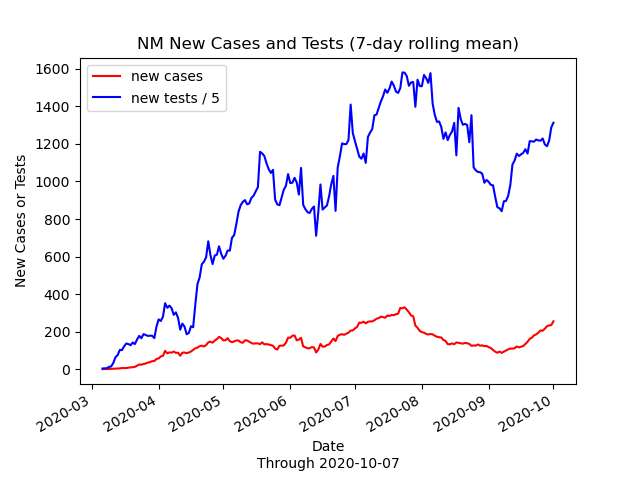 NM New Cases and Tests (7-day rolling mean)
new cases
new tests / 5
New Cases or Tests
1600
1400
1200
1000
800
600
400
200
0
2020-03
2020-04
2020-05
2020-06
2020-07
2020-08
2020-09
2020-10
Date
Through 2020-10-07